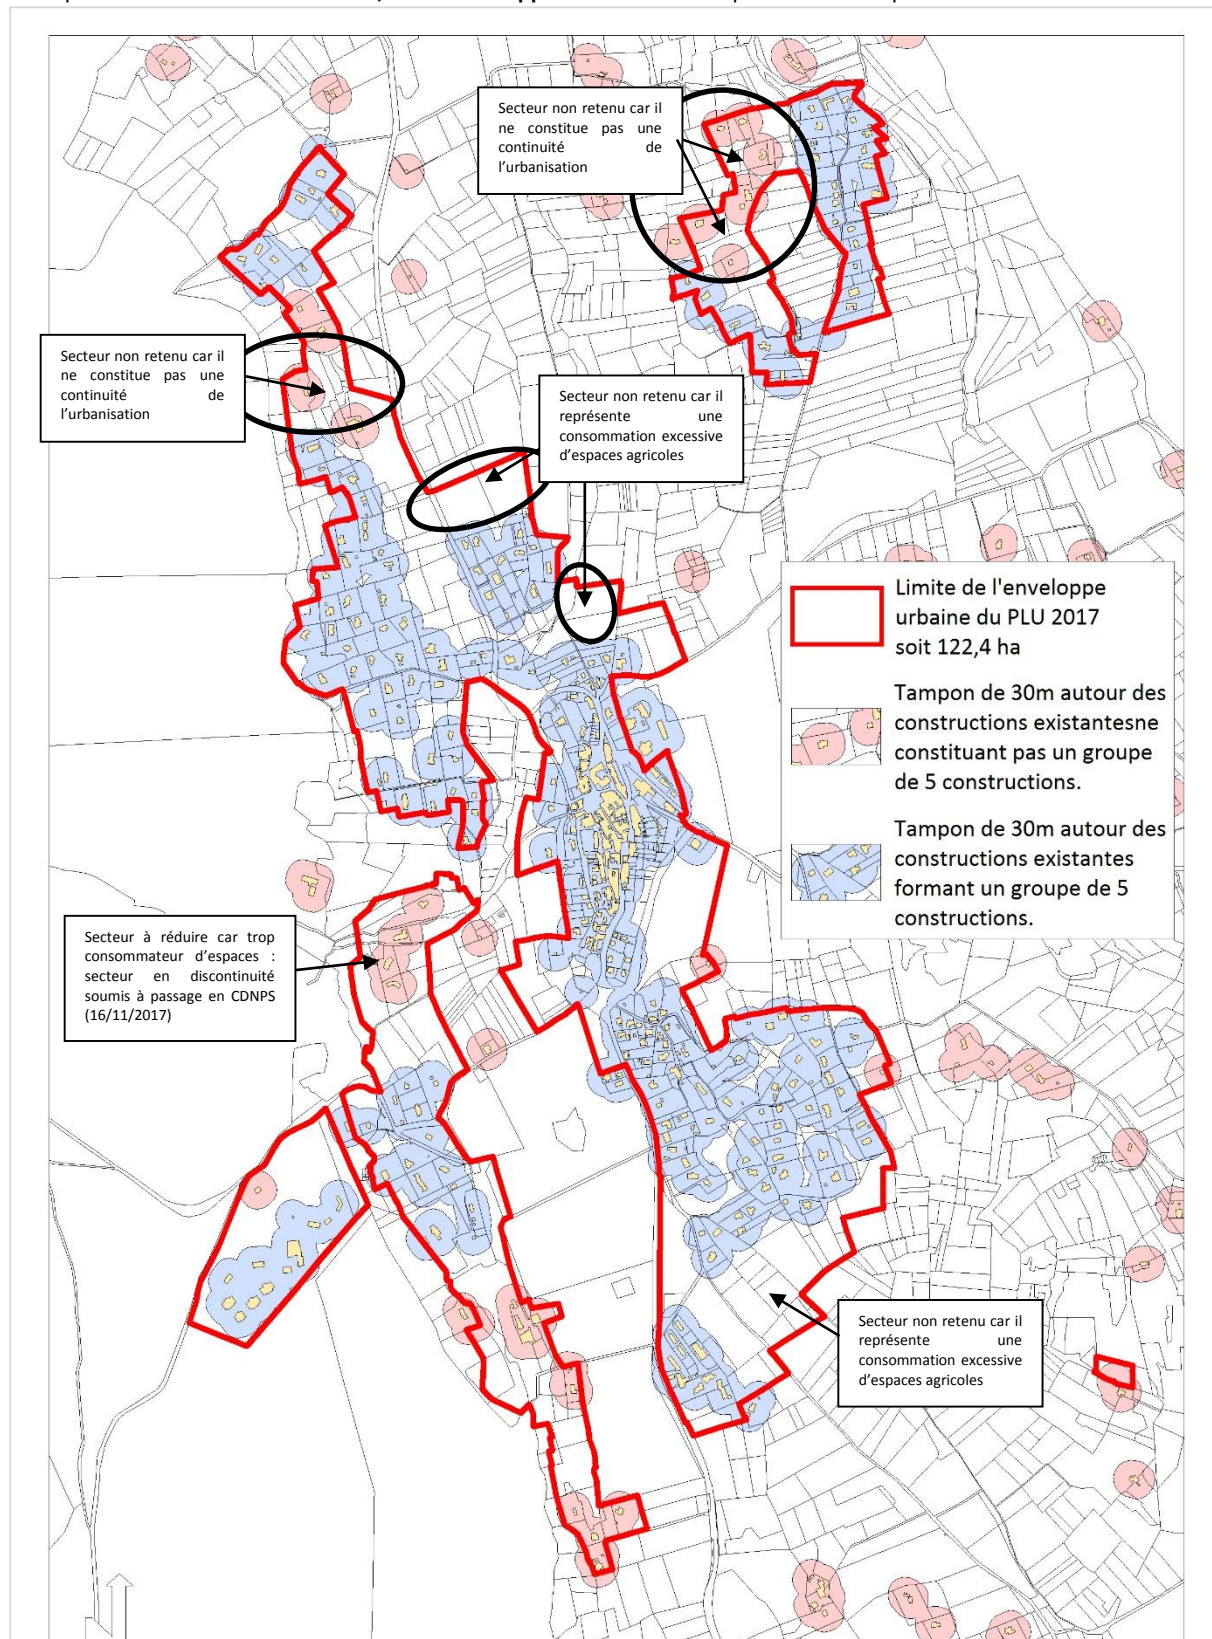 Secteur non retenu car il
ne constitue pas une
continuité de
l'urbanisation
Secteur non retenu car il
ne constitue pas une
continuité de
l'urbanisation
Secteur non retenu car il
représente une
consommation excessive
d'espaces agricoles
Limite de l'enveloppe
urbaine du PLU 2017
soit 122,4 ha
Tampon de 30m autour des
constructions existantesne
constituant pas un groupe
de 5 constructions.
Tampon de 30m autour des
constructions existantes
formant un groupe de 5
constructions.
Secteur à réduire car trop
consommateur d'espaces :
secteur en discontinuité
soumis à passage en CDNPS
(16/11/2017)
Secteur non retenu car il
représente une
consommation excessive
d'espaces agricoles